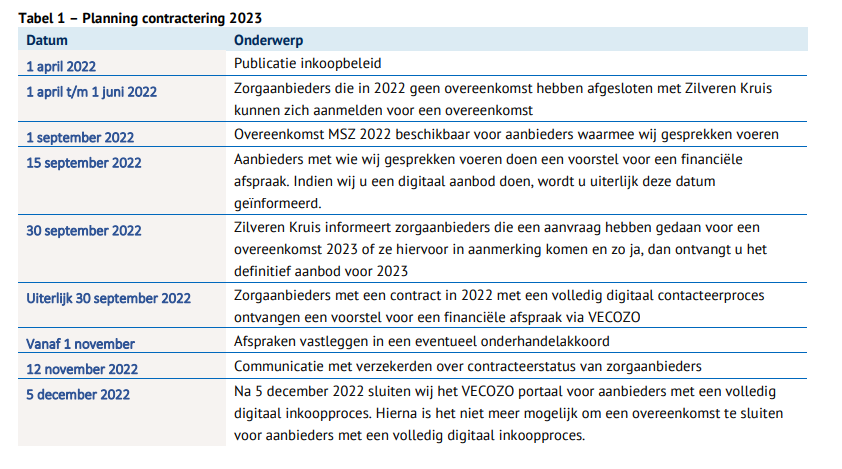 Tabel 1 – Planning contractering 2023
Datum Onderwerp
1 april 2022 Publicatie inkoopbeleid
1 april t/m 1 juni 2022 Zorgaanbieders die in 2022 geen overeenkomst hebben afgesloten met Zilveren Kruis
kunnen zich aanmelden voor een overeenkomst
1 september 2022 Overeenkomst MSZ 2022 beschikbaar voor aanbieders waarmee wij gesprekken voeren
15 september 2022 Aanbieders met wie wij gesprekken voeren doen een voorstel voor een financiële
afspraak. Indien wij u een digitaal aanbod doen, wordt u uiterlijk deze datum
geïnformeerd.
30 september 2022 Zilveren Kruis informeert zorgaanbieders die een aanvraag hebben gedaan voor een
overeenkomst 2023 of ze hiervoor in aanmerking komen en zo ja, dan ontvangt u het
definitief aanbod voor 2023
Uiterlijk 30 september 2022 Zorgaanbieders met een contract in 2022 met een volledig digitaal contacteerproces
ontvangen een voorstel voor een financiële afspraak via VECOZO
Vanaf 1 november Afspraken vastleggen in een eventueel onderhandelakkoord
12 november 2022 Communicatie met verzekerden over contracteerstatus van zorgaanbieders
5 december 2022 Na 5 december 2022 sluiten wij het VECOZO portaal voor aanbieders met een volledig
digitaal inkoopproces. Hierna is het niet meer mogelijk om een overeenkomst te sluiten
voor aanbieders met een volledig digitaal inkoopproces.